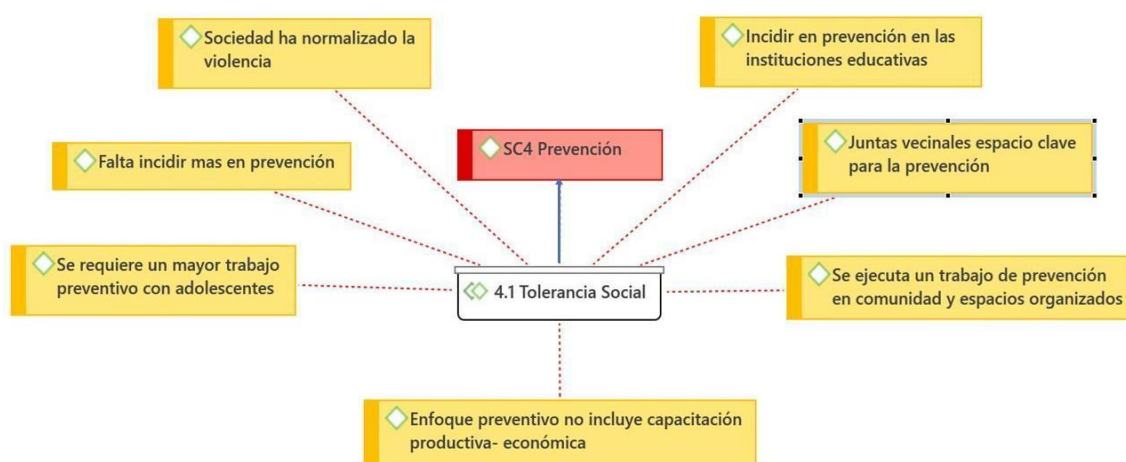 Sociedad ha normalizado la
violencia
Incidir en prevención en las
instituciones educativas
SC4 Prevención
Juntas vecinales espacio clave
para la prevención
Falta incidir mas en prevención
Se requiere un mayor trabajo
preventivo con adolescentes
4.1 Tolerancia Social
Se ejecuta un trabajo de prevención
en comunidad y espacios organizados
Enfoque preventivo no incluye capacitación
productiva- económica